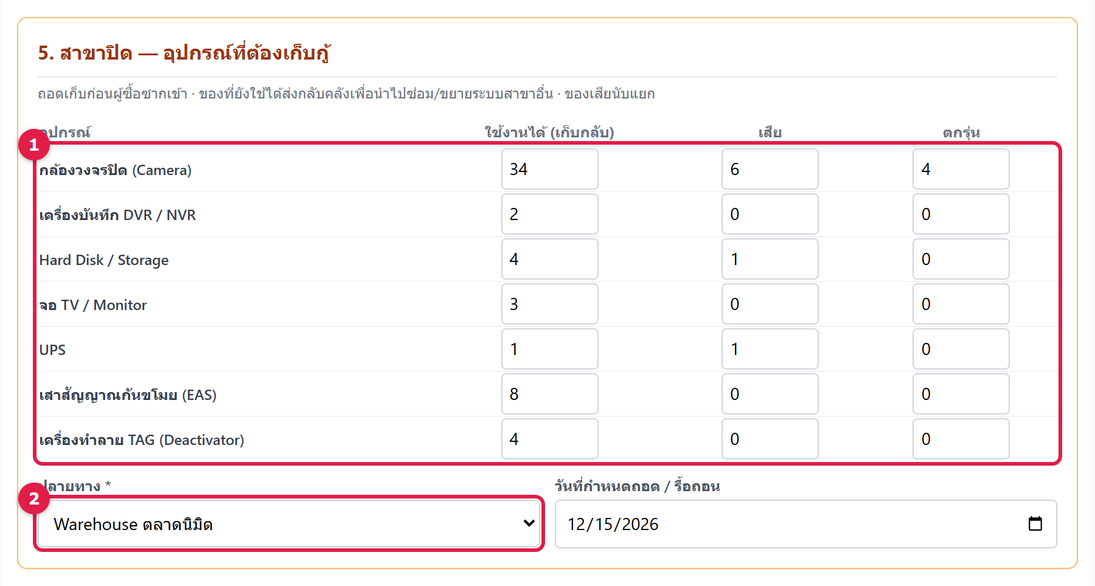 5. สาขาปิด — อุปกรณ์ที่ต้องเก็บกู้
ถอดเก็บก่อนผู้ซื้อซากเข้า · ของที่ยังใช้ได้ส่งกลับคลังเพื่อนำไปซ่อม/ขยายระบบสาขาอื่น · ของเสียนับแยก
อุปกรณ์ ใช้งานได้ (เก็บกลับ) เสีย ตกรุ่น
1
กล้องวงจรปิด (Camera) 34 6 4
เครื่องบันทึก DVR / NVR 2 0 0
Hard Disk / Storage 4 1 0
จอ TV / Monitor 3 0 0
UPS 1 1 0
เสาสัญญาณกันขโมย (EAS) 8 0 0
เครื่องทำลาย TAG (Deactivator) 4 0 0
ปลายทาง * วันที่กำหนดถอด / รื้อถอน
2
Warehouse ตลาดนิมิต 12/15/2026